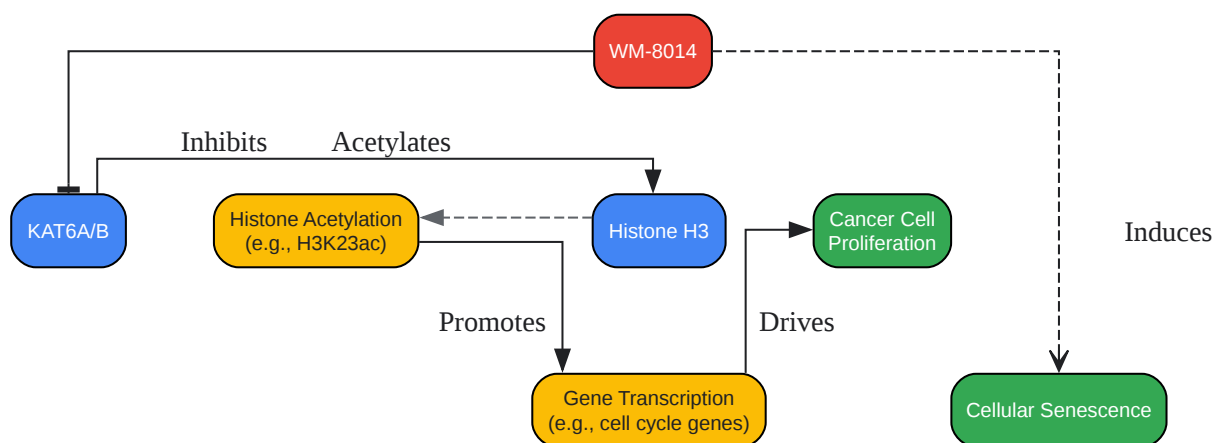 WM-8014
Inhibits
Acetylates
KAT6A/B
Histone Acetylation
(e.g., H3K23ac)
Histone H3
Cancer Cell
Proliferation
Induces
Promotes
Drives
Gene Transcription
(e.g., cell cycle genes)
Cellular Senescence